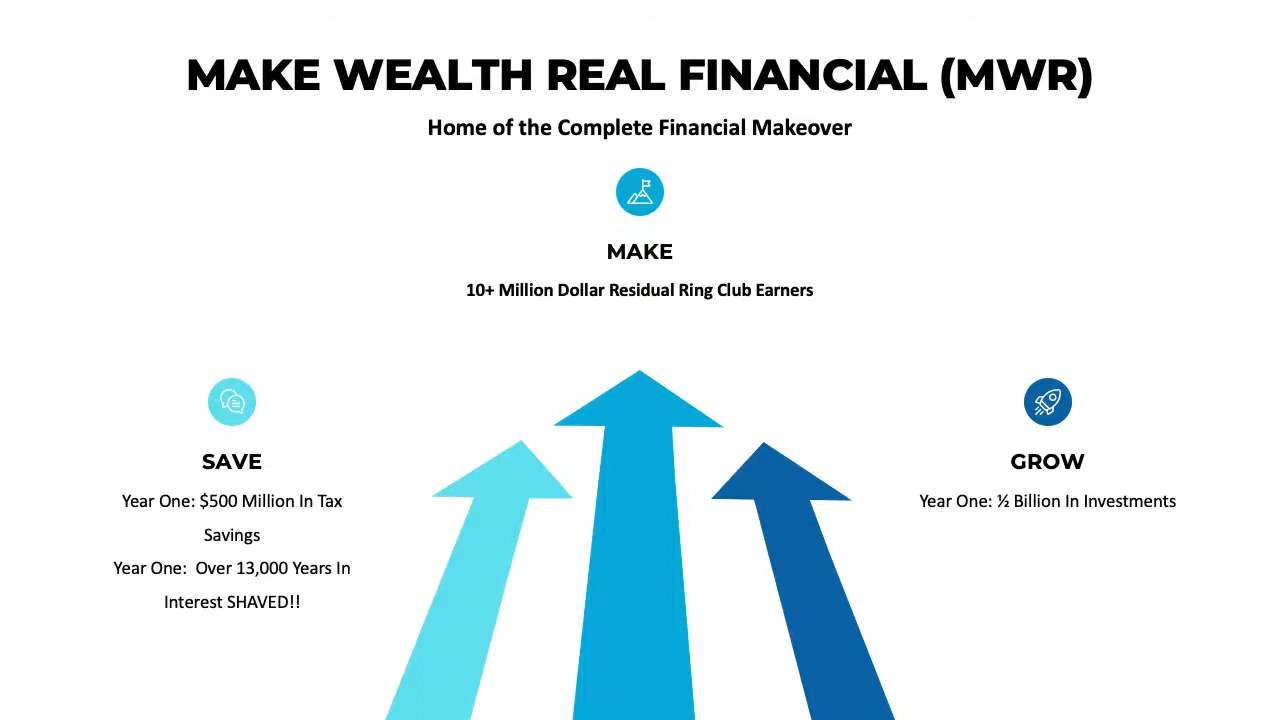 MAKE WEALTH REAL FINANCIAL (MWR)
Home of the Complete Financial Makeover
MAKE
10+ Million Dollar Residual Ring Club Earners
SAVE
Year One: $500 Million In Tax
Savings
Year One:  Over 13,000 Years In
Interest SHAVED!!
GROW
Year One: ½ Billion In Investments